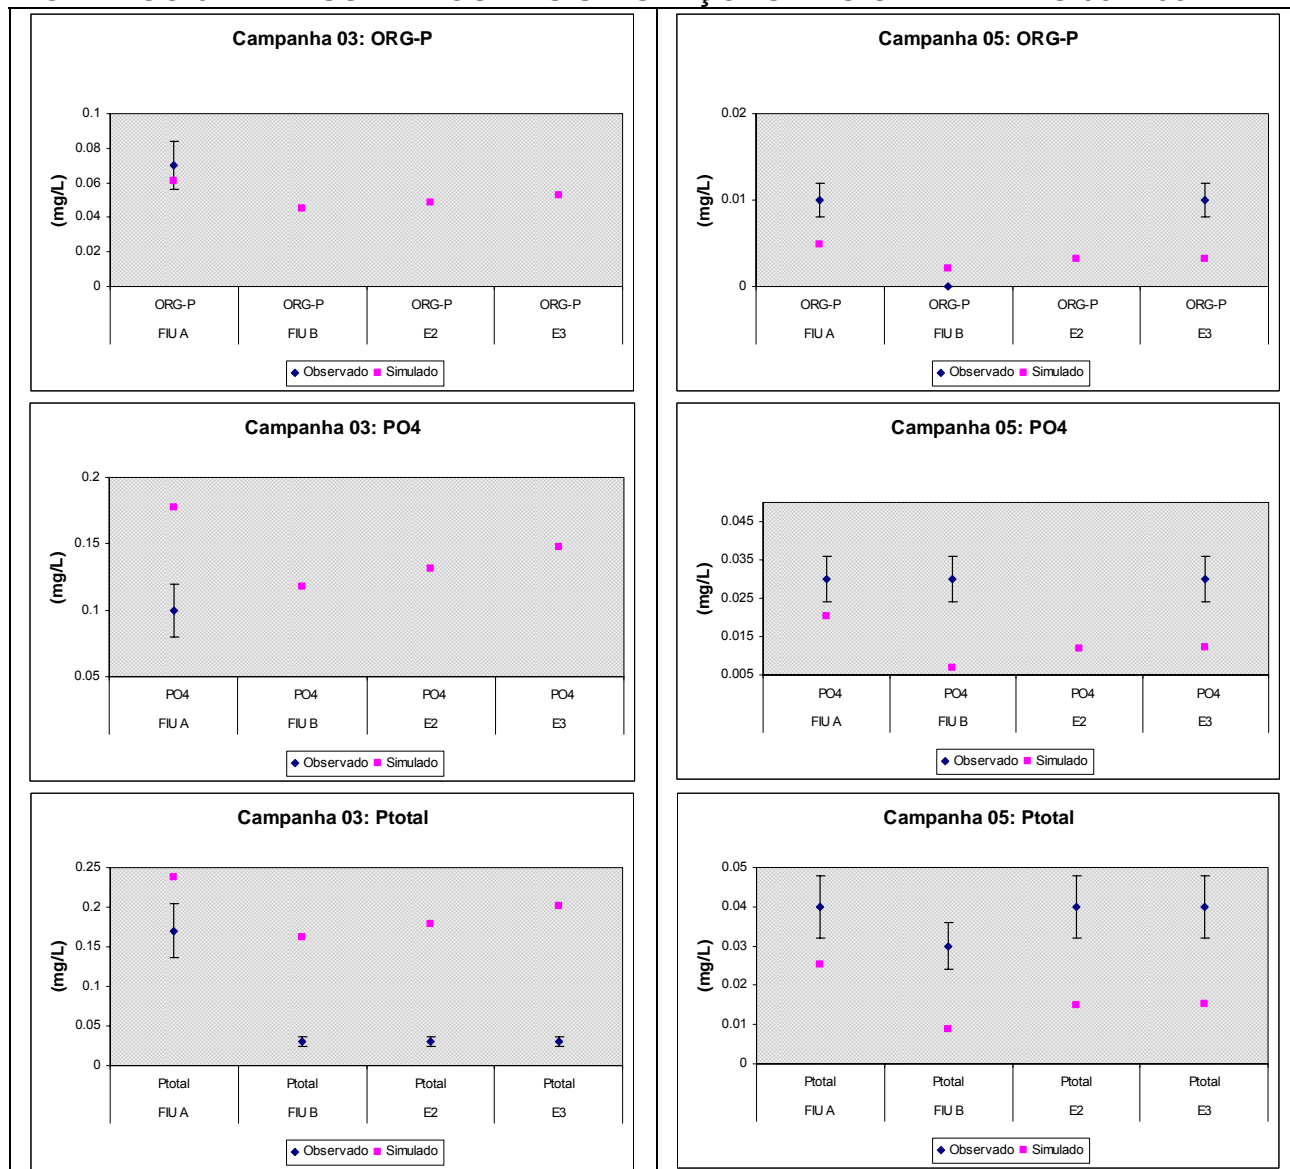 Campanha 03: ORG-P
0.1
0.08
0.06
0.04
0.02
0
(mg/L)
ORG-P ORG-P ORG-P ORG-P
FIU A FIU B E2 E3
Observado Simulado
Campanha 05: ORG-P
0.02
0.01
0
(mg/L)
ORG-P ORG-P ORG-P ORG-P
FIU A FIU B E2 E3
Observado Simulado
Campanha 03: PO4
0.2
0.15
0.1
0.05
(mg/L)
PO4 PO4 PO4 PO4
FIU A FIU B E2 E3
Observado Simulado
Campanha 05: PO4
0.045
0.035
0.025
0.015
0.005
(mg/L)
PO4 PO4 PO4 PO4
FIU A FIU B E2 E3
Observado Simulado
Campanha 03: Ptotal
0.25
0.2
0.15
0.1
0.05
0
(mg/L)
Ptotal Ptotal Ptotal Ptotal
FIU A FIU B E2 E3
Observado Simulado
Campanha 05: Ptotal
0.05
0.04
0.03
0.02
0.01
0
(mg/L)
Ptotal Ptotal Ptotal Ptotal
FIU A FIU B E2 E3
Observado Simulado